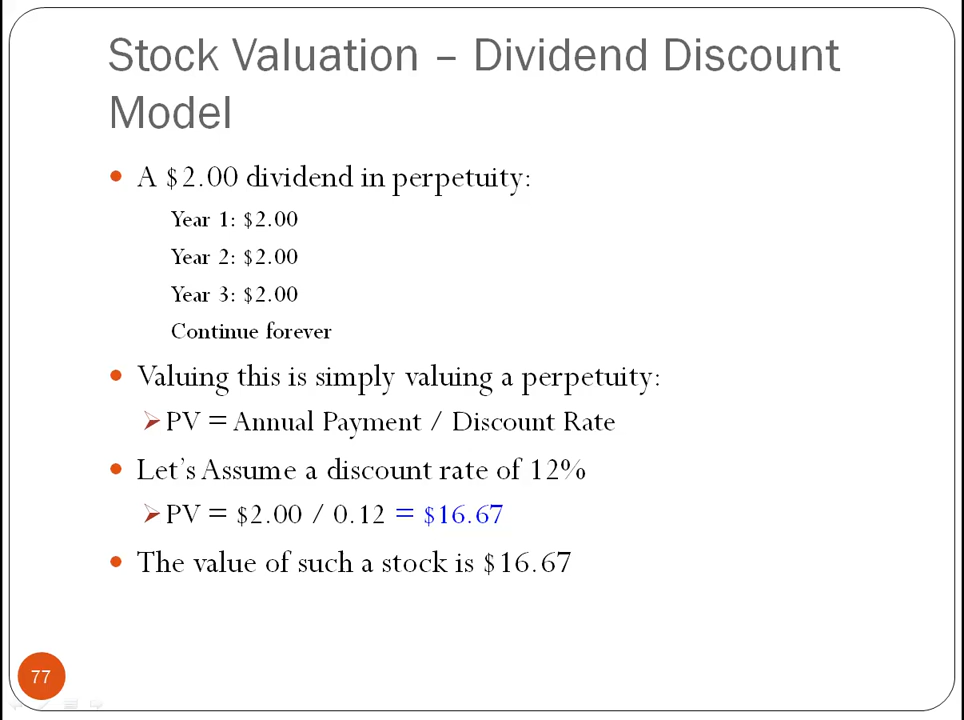 Stock Valuation – Dividend Discount
Model
A $2.00 dividend in perpetuity:
Year 1: $2.00
Year 2: $2.00
Year 3: $2.00
Continue forever
Valuing this is simply valuing a perpetuity:
PV = Annual Payment / Discount Rate
Let's Assume a discount rate of 12%
PV = $2.00 / 0.12 = $16.67
The value of such a stock is $16.67
77